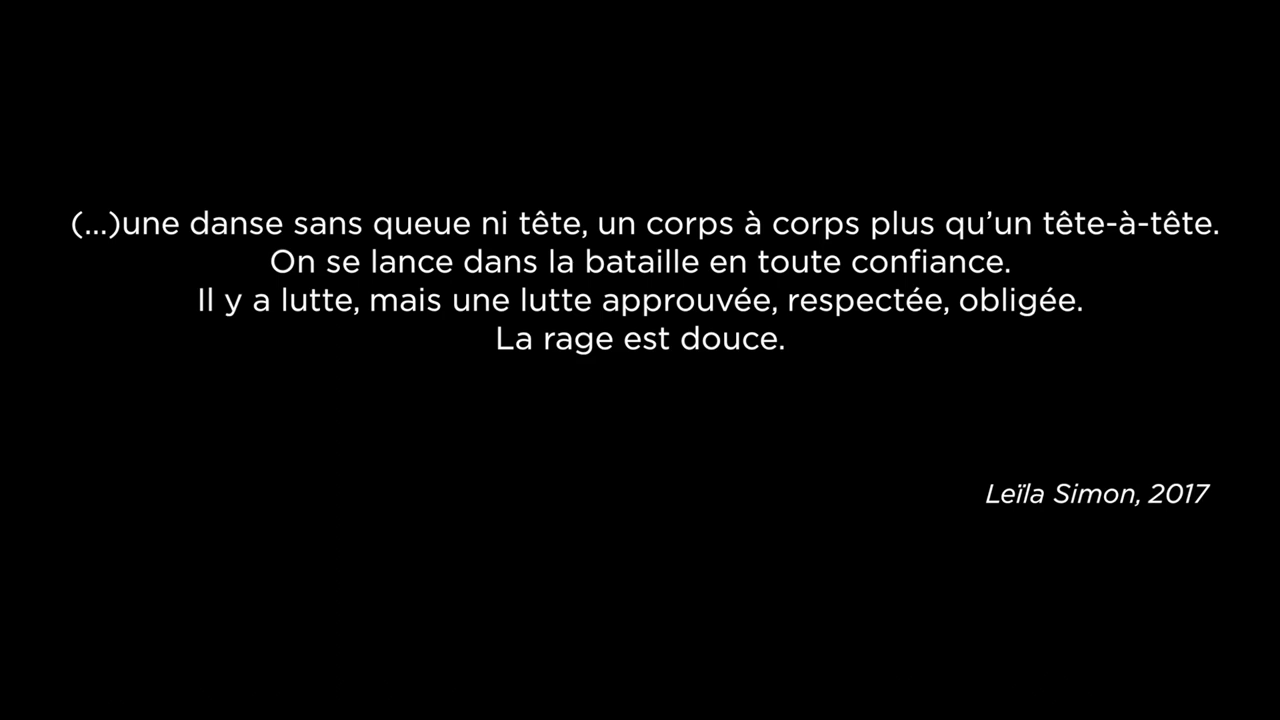 (...)une danse sans queue ni tête, un corps à corps plus qu’un tête-à-tête.
On se lance dans la bataille en toute confiance.
Il y a lutte, mais une lutte approuvée, respectée, obligée.
La rage est douce.
Leïla Simon, 2017